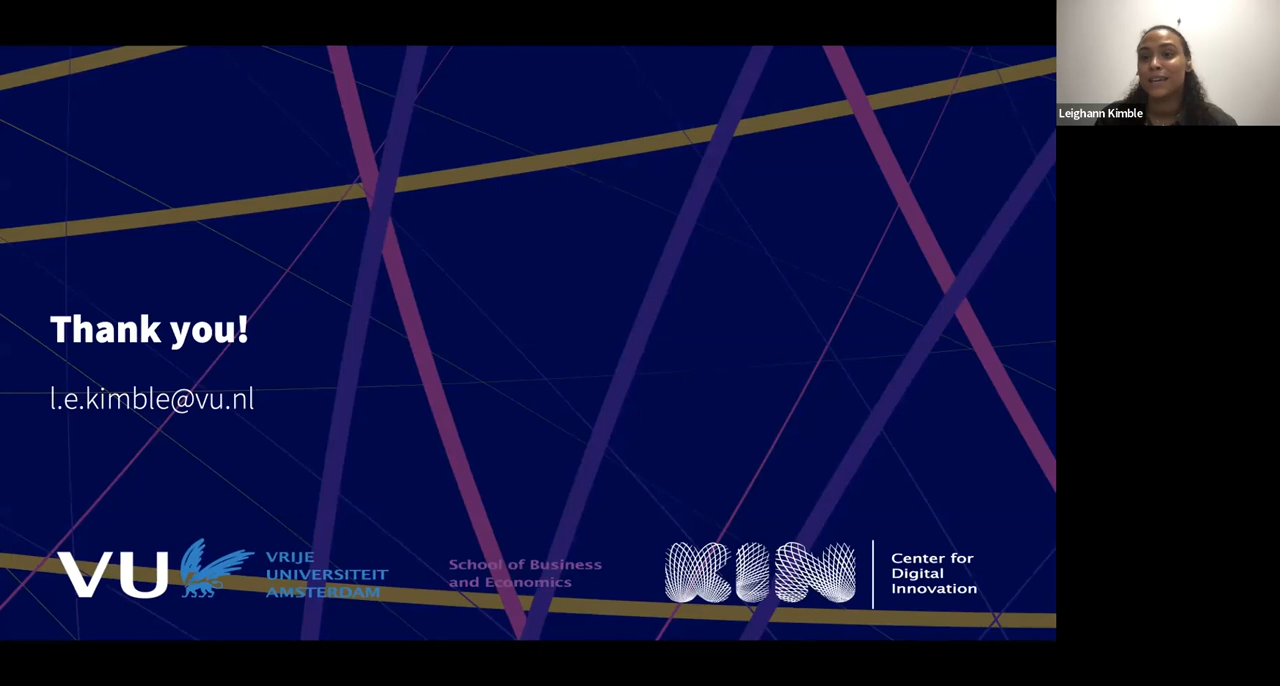 Leighann Kimble
Thank you!
l.e.kimble@vu.nl
VU
VRIJE
UNIVERSITEIT
AMSTERDAM
School of Business
and Economics
KIN
Center for
Digital
Innovation